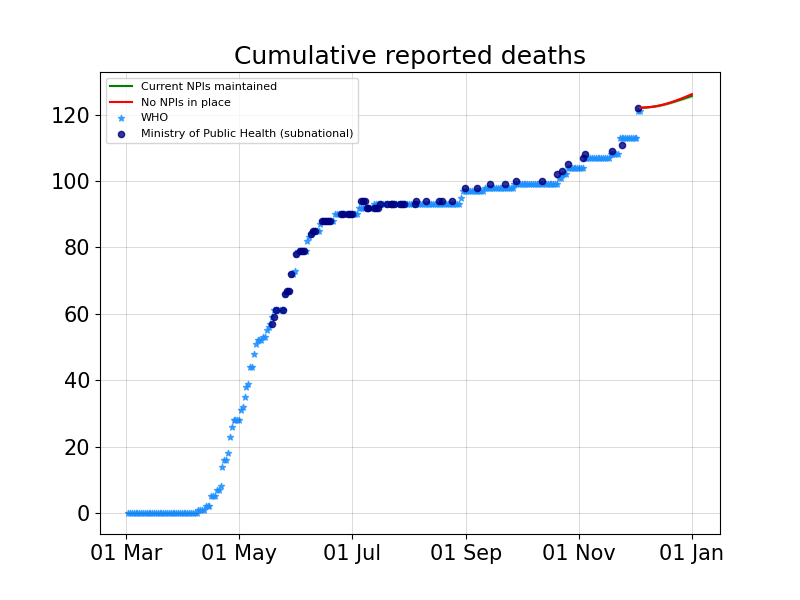 Cumulative reported deaths
Current NPIs maintained
No NPIs in place
WHO
Ministry of Public Health (subnational)
120
100
80
60
40
20
0
01 Mar 01 May 01 Jul 01 Sep 01 Nov 01 Jan